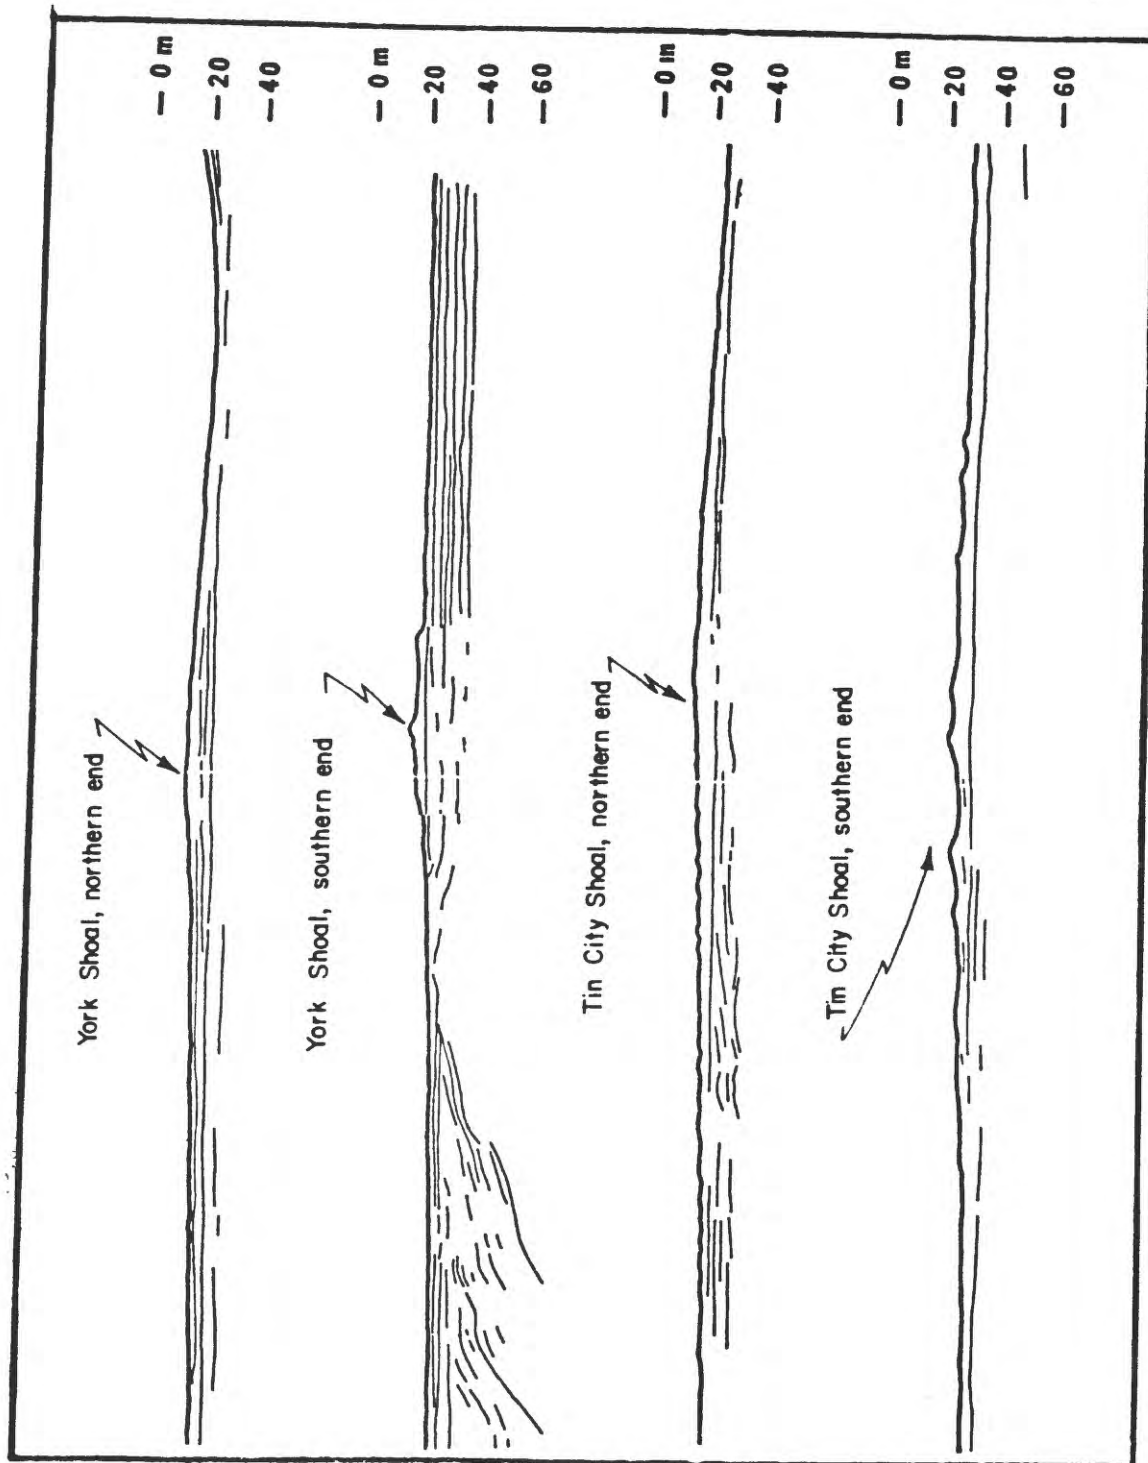 York Shoal, northern end
— 0 m
— 20
— 40
York Shoal, southern end
— 0 m
— 20
— 40
— 60
Tin City Shoal, northern end
— 0 m
— 20
— 40
Tin City Shoal, southern end
— 0 m
— 20
— 40
— 60